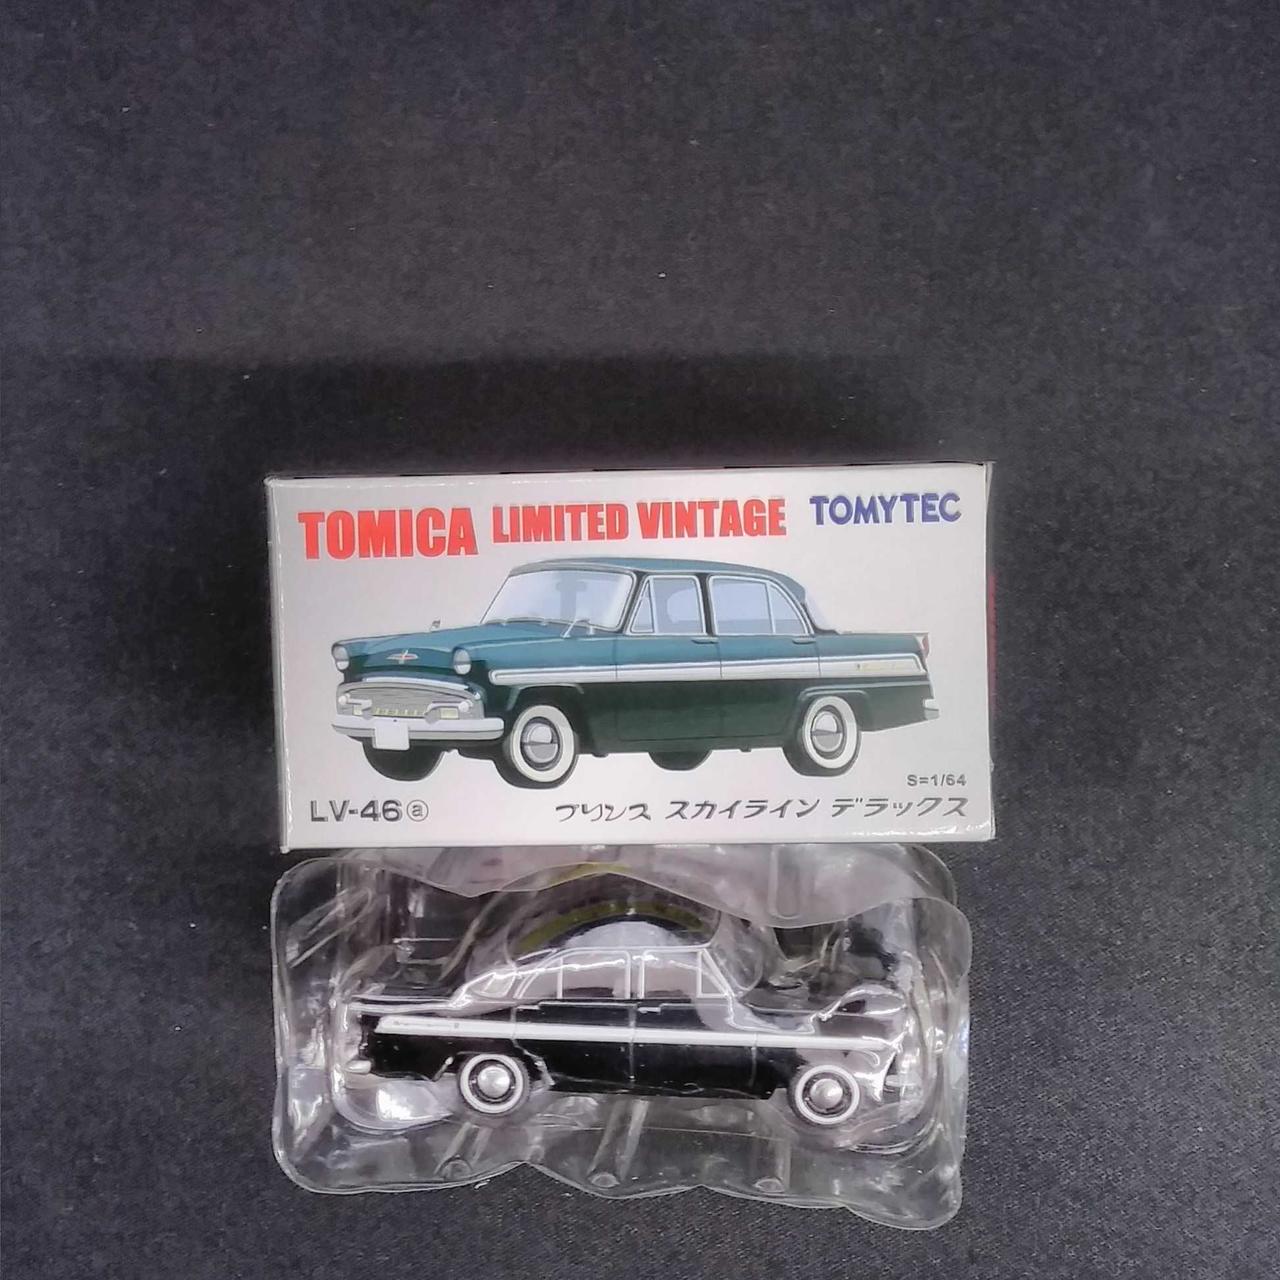 TOMICA LIMITED VINTAGE TOMYTEC
S=1/64
LV-46ⓐ プリンス スカイライン デラックス